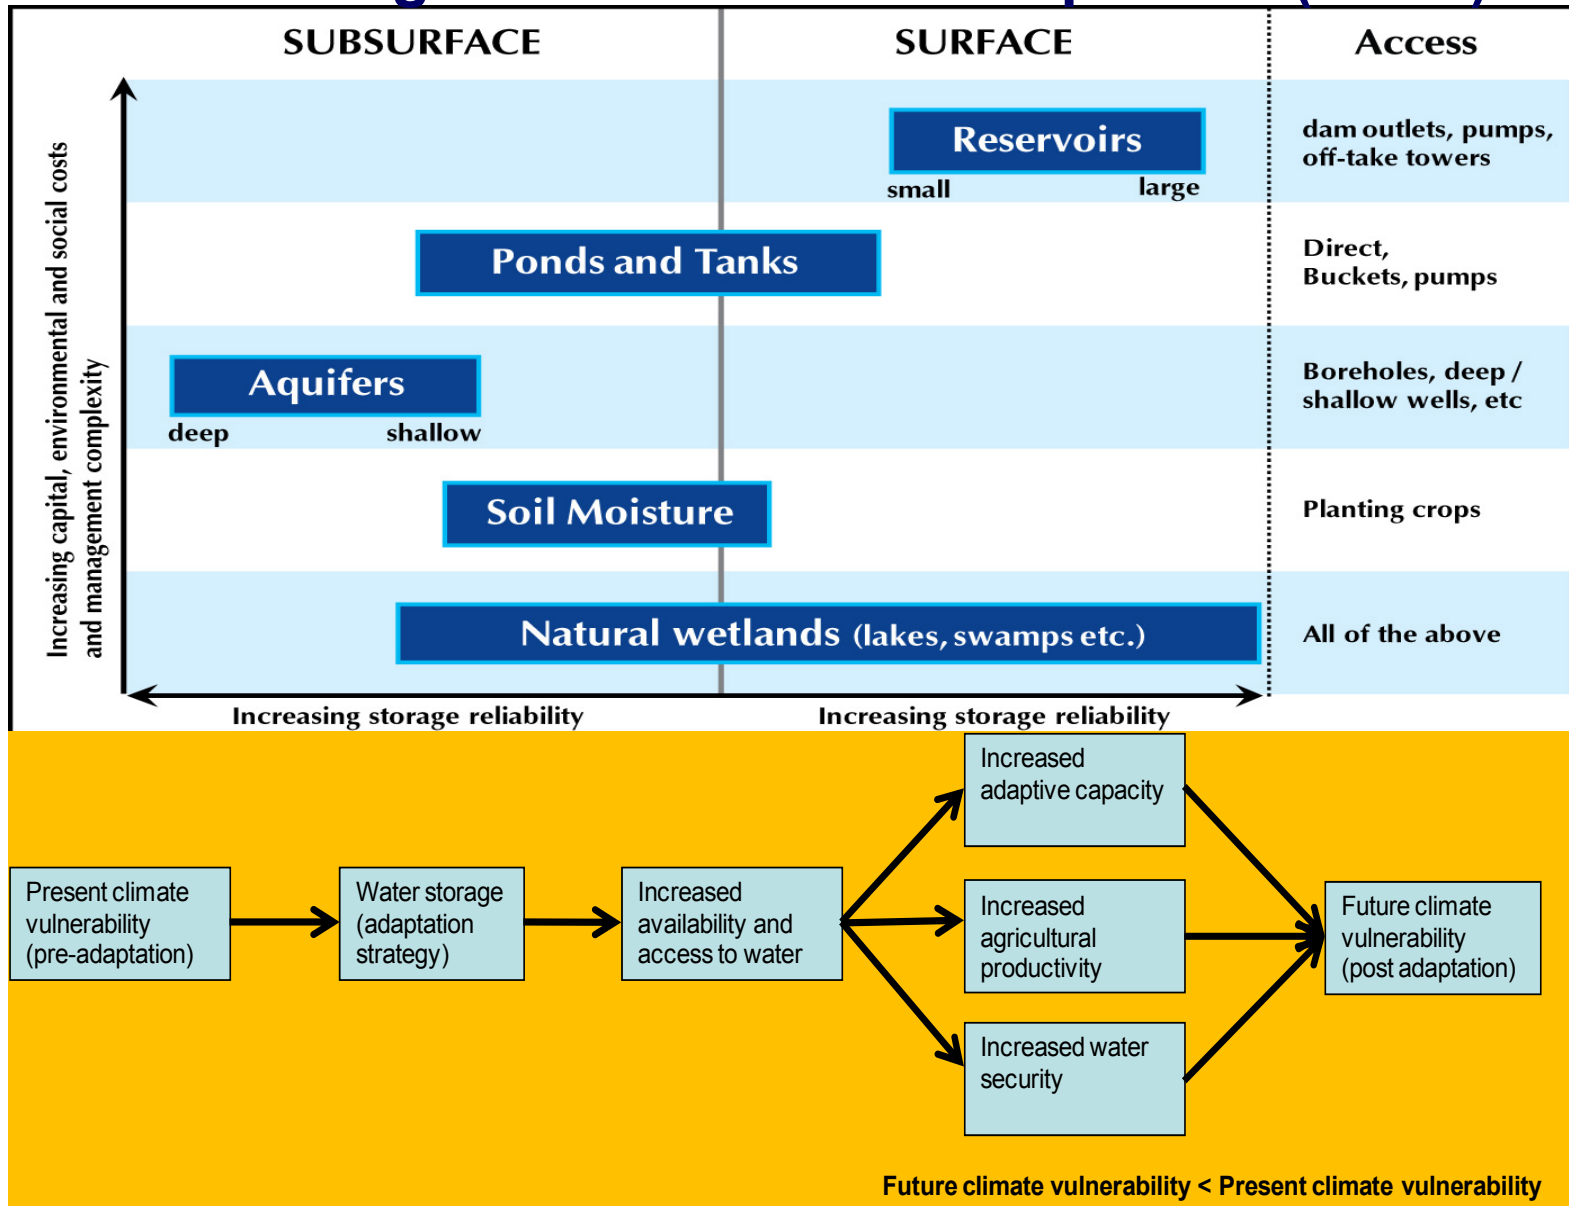 SUBSURFACE
SURFACE
Access
Increasing capital, environmental and social costs
and management complexity
Reservoirs
small
large
dam outlets, pumps,
off-take towers
Ponds and Tanks
Direct,
Buckets, pumps
Aquifers
deep
shallow
Boreholes, deep /
shallow wells, etc
Soil Moisture
Planting crops
Natural wetlands (lakes, swamps etc.)
All of the above
Increasing storage reliability
Increasing storage reliability
Present climate
vulnerability
(pre-adaptation)
Water storage
(adaptation
strategy)
Increased
availability and
access to water
Increased
adaptive capacity
Increased
agricultural
productivity
Increased water
security
Future climate
vulnerability
(post adaptation)
Future climate vulnerability < Present climate vulnerability